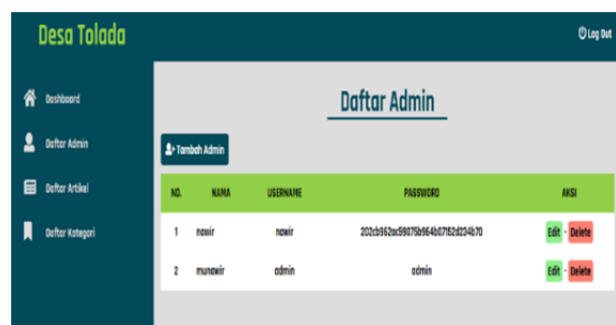 Desa Tolada
Log Out
Dashboard
Daftar Admin
Daftar Artikel
Daftar Kategori
Daftar Admin
Tambah Admin
NO. NAMA USERNAME PASSWORD AKSI
1 nawir nawir 202cb962ac59075b964b07152d234b70 Edit - Delete
2 munawir admin admin Edit - Delete